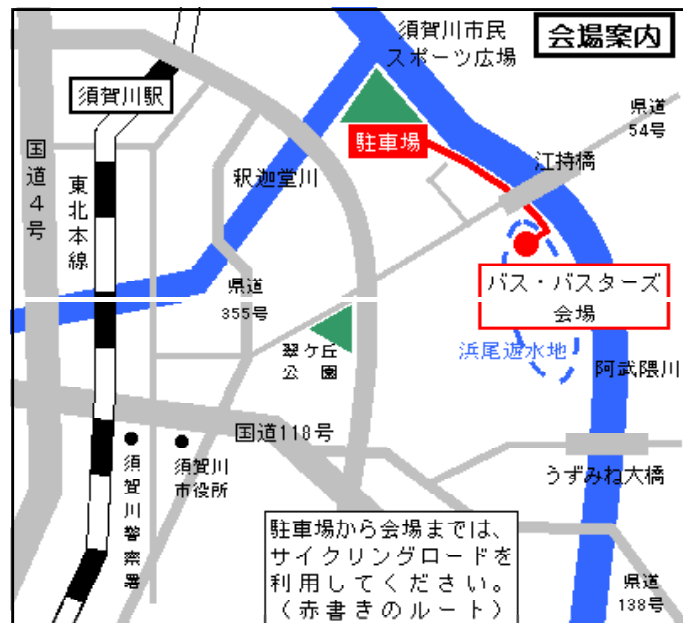 須賀川市民
スポーツ広場
会場案内
須賀川駅
県道
54号
駐車場
国道4号
東北本線
釈迦堂川
江持橋
バス・バスターズ
会場
県道
355号
翠ケ丘
公園
浜尾遊水地
阿武隈川
国道118号
須賀川警察署
須賀川
市役所
うずみね大橋
駐車場から会場までは、
サイクリングロードを
利用してください。
（赤書きのルート）
県道
138号